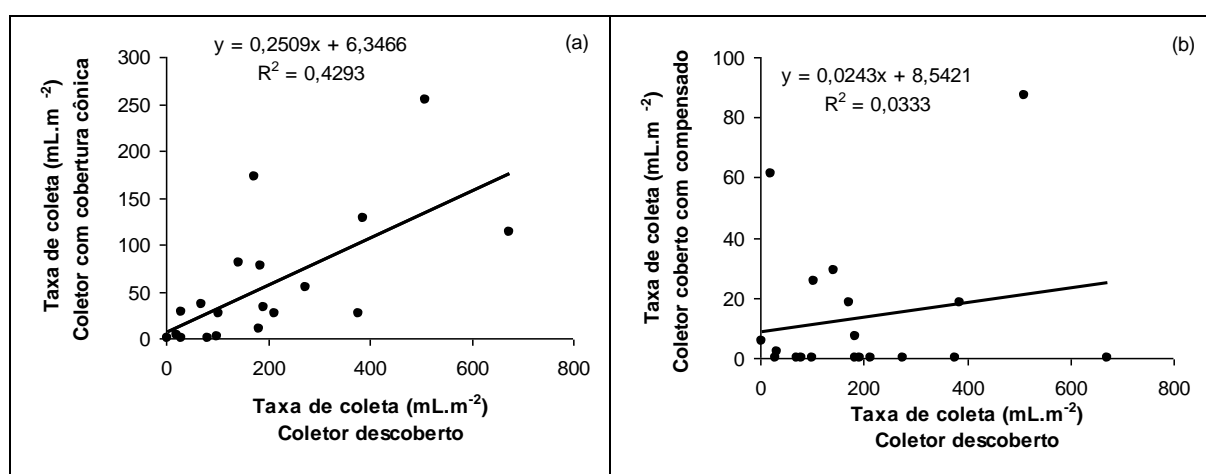 (a)
y = 0,2509x + 6,3466
R² = 0,4293
Taxa de coleta (mL.m⁻²)
Coletor com cobertura cônica
300
250
200
150
100
50
0
0 200 400 600 800
Taxa de coleta (mL.m⁻²)
Coletor descoberto
(b)
y = 0,0243x + 8,5421
R² = 0,0333
Taxa de coleta (mL.m⁻²)
Coletor coberto com compensado
100
80
60
40
20
0
0 200 400 600 800
Taxa de coleta (mL.m⁻²)
Coletor descoberto